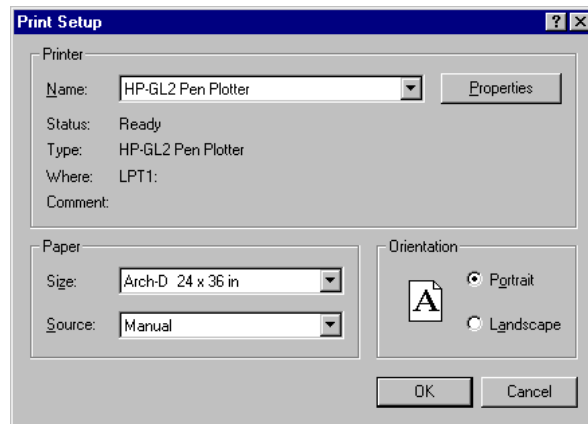 Print Setup
Printer
Name: HP-GL2 Pen Plotter Properties
Status: Ready
Type: HP-GL2 Pen Plotter
Where: LPT1:
Comment:
Paper
Size: Arch-D 24 x 36 in
Source: Manual
Orientation
A
Portrait
Landscape
OK Cancel